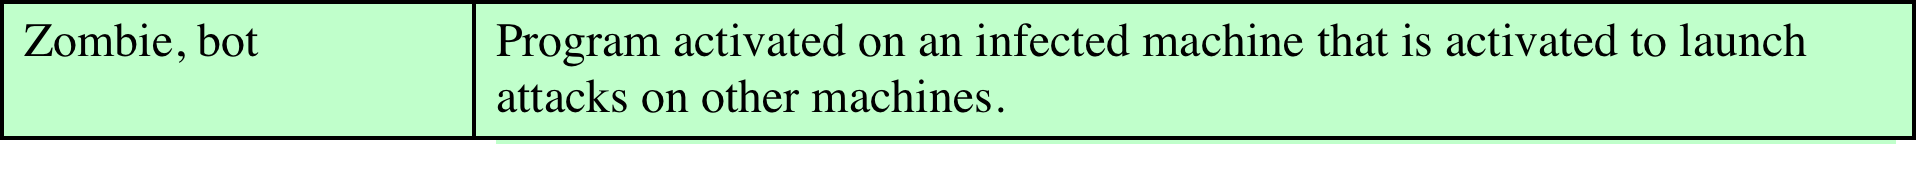 Zombie, bot
Program activated on an infected machine that is activated to launch
attacks on other machines.